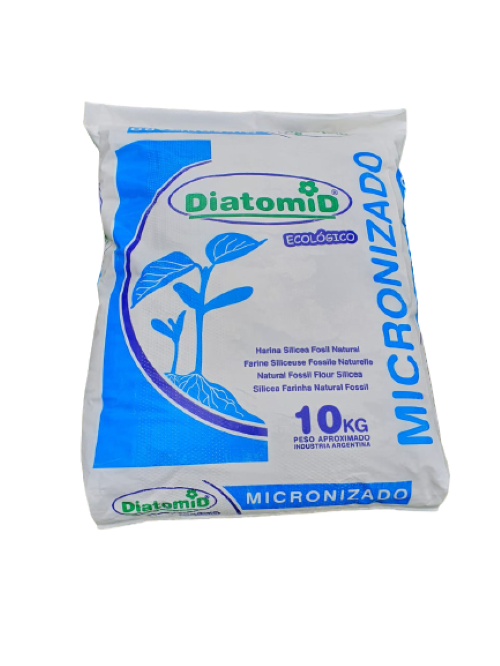 DiatomiD®
ECOLÓGICO
MICRONIZADO
Harina Silicea Fosil Natural
Farine Siliceuse Fossile Naturelle
Natural Fossil Flour Silicea
Silicea Farinha Natural Fossil
10KG
PESO APROXIMADO
INDUSTRIA ARGENTINA
DiatomiD®
MICRONIZADO